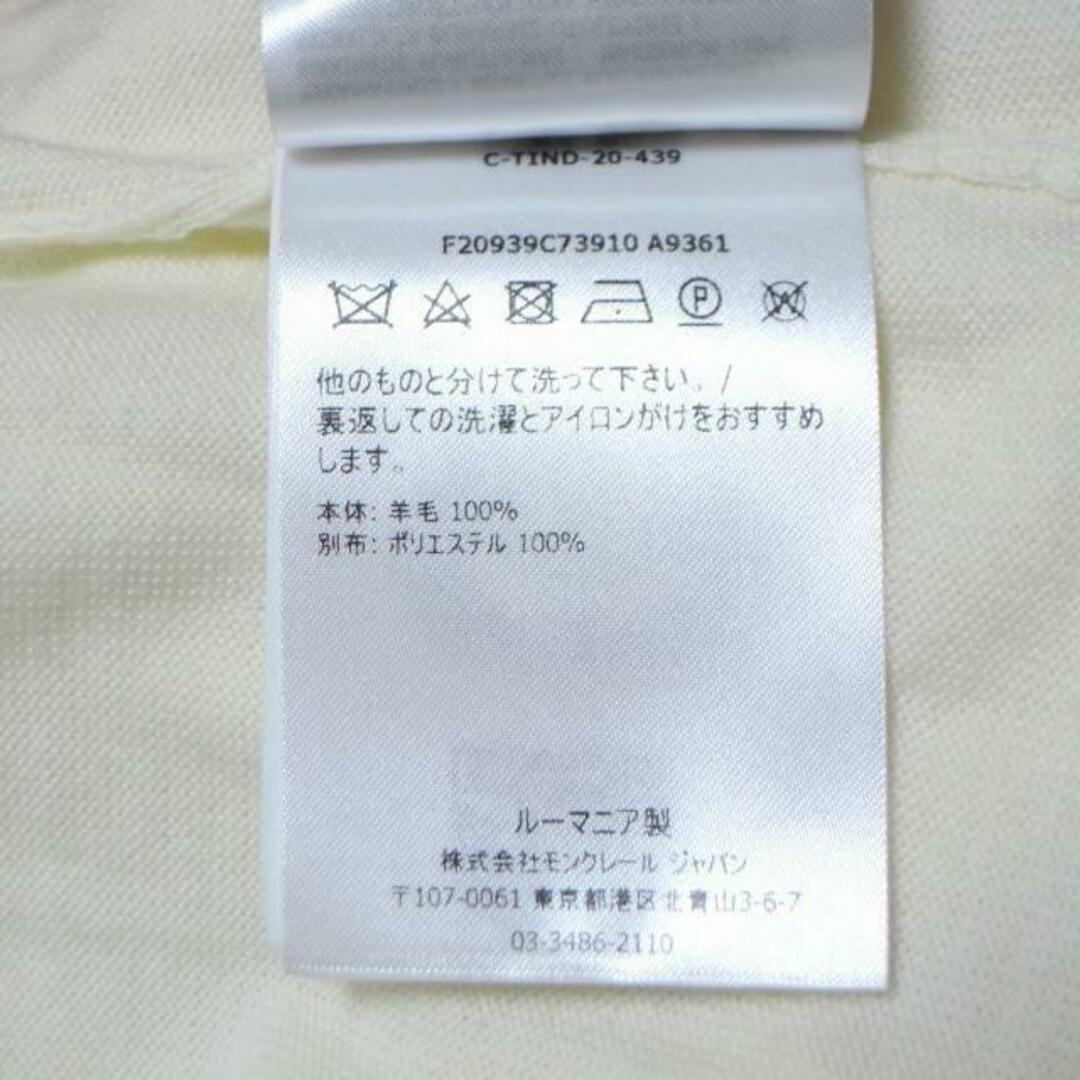 C-TIND-20-439
F20939C73910 A9361
P
W
他のものと分けて洗って下さい。/
裏返しての洗濯とアイロンがけをおすすめ
します。
本体: 羊毛 100%
別布: ポリエステル 100%
ルーマニア製
株式会社モンクレール ジャパン
〒107-0061 東京都港区北青山3-6-7
03-3486-2110